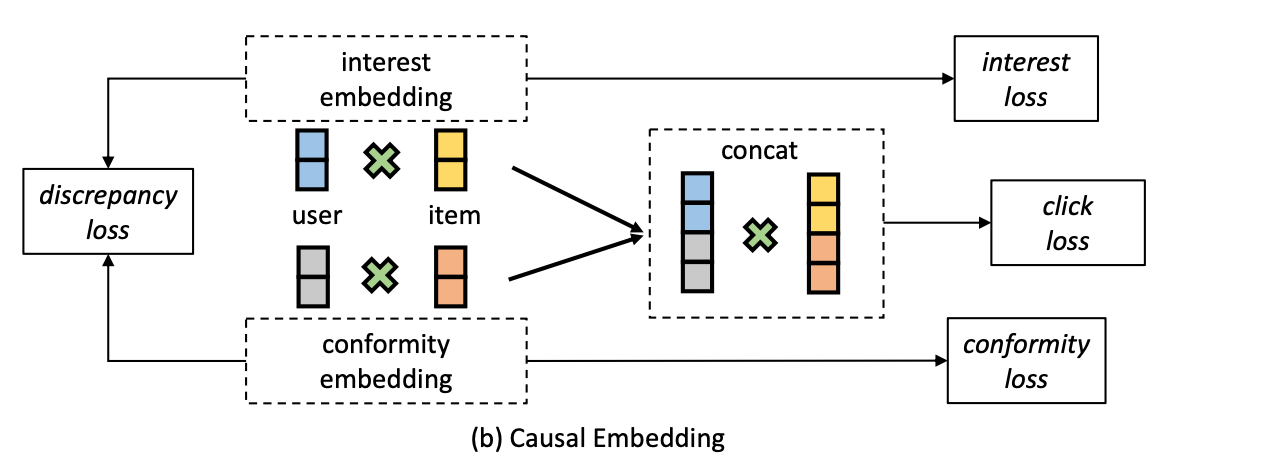 interest
embedding
interest
loss
concat
discrepancy
loss
user
item
click
loss
conformity
embedding
conformity
loss
(b) Causal Embedding